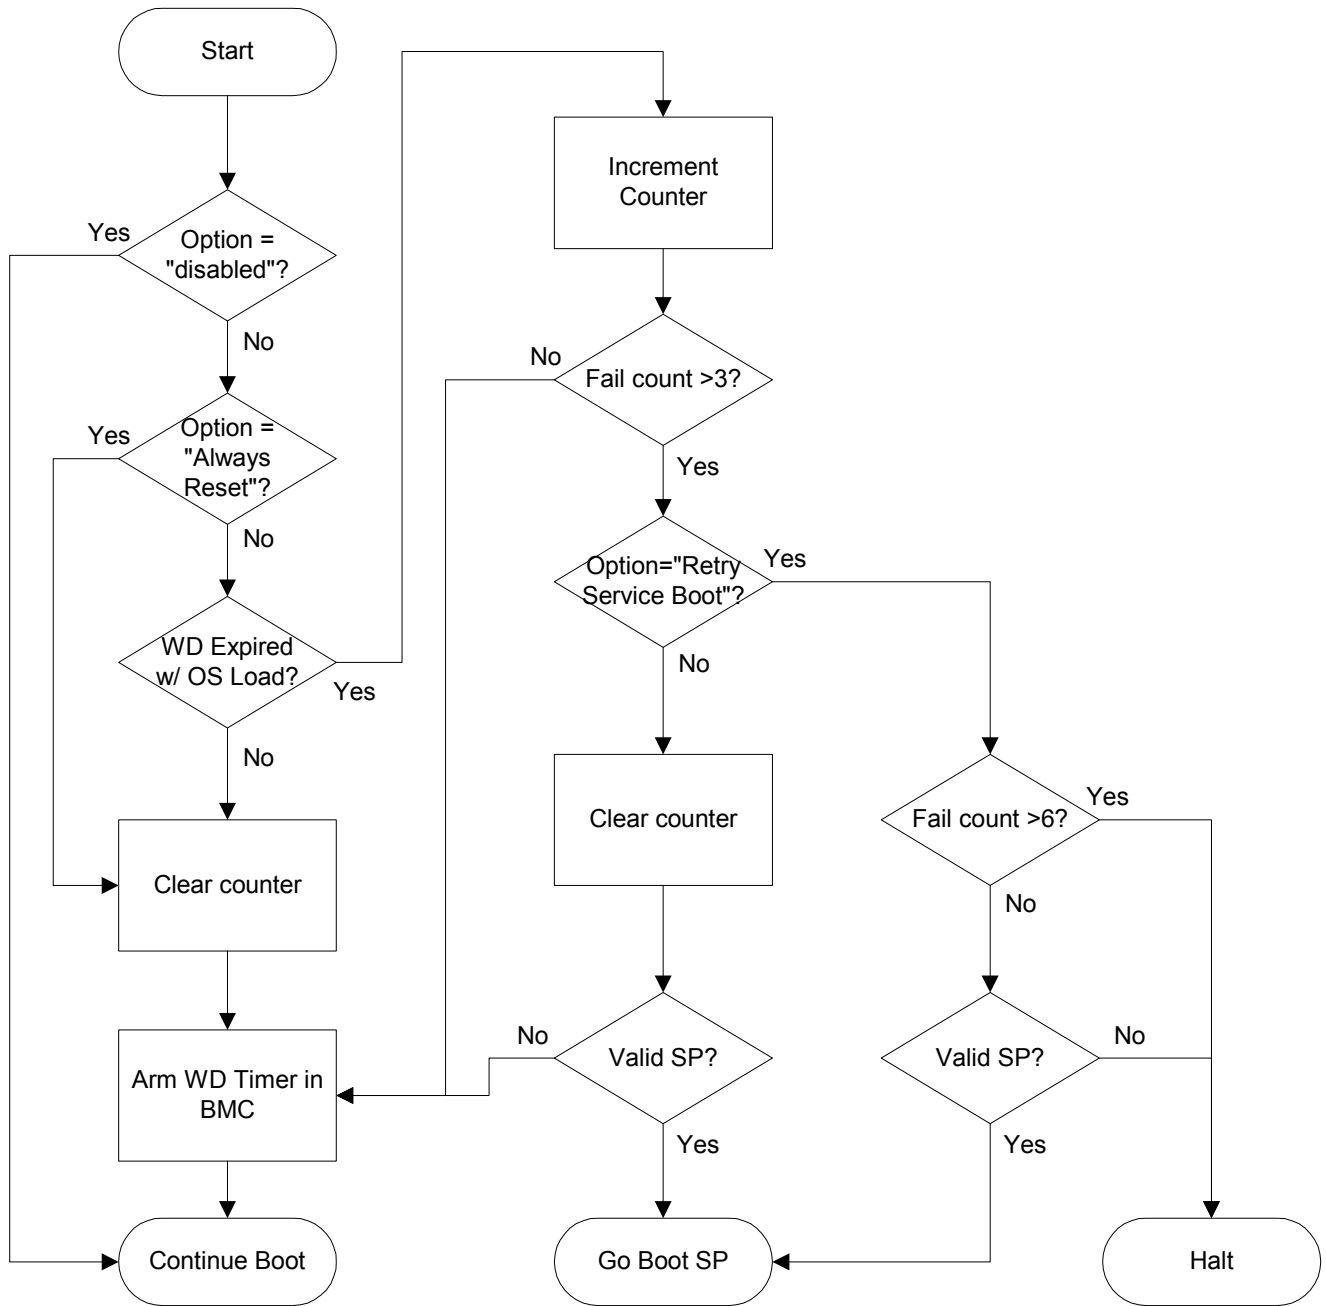 Start
Increment
Counter
Yes
Option =
"disabled"?
No
No
Fail count >3?
Yes
Option =
"Always
Reset"?
Yes
No
Option="Retry
Service Boot"?
Yes
WD Expired
w/ OS Load?
Yes
No
No
Clear counter
Fail count >6?
Yes
Clear counter
No
No
Valid SP?
Valid SP?
No
Arm WD Timer in
BMC
Yes
Yes
Continue Boot
Go Boot SP
Halt